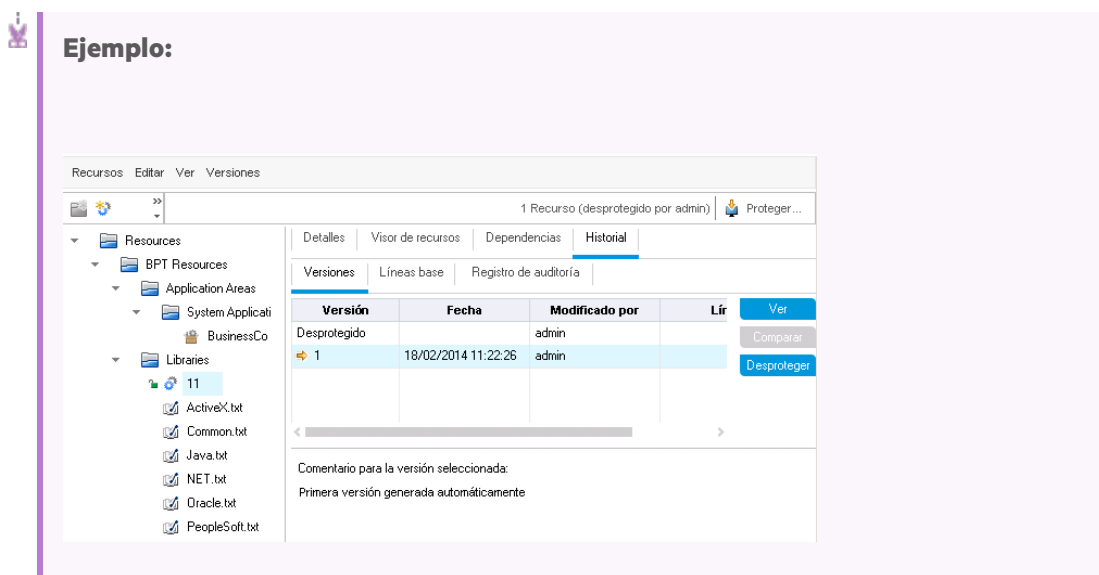 Ejemplo:
Recursos Editar Ver Versiones
» 1 Recurso (desprotegido por admin) Proteger...
Resources
BPT Resources
Application Areas
System Applicati
BusinessCo
Libraries
11
ActiveX.txt
Common.txt
Java.txt
NET.txt
Oracle.txt
PeopleSoft.txt
Detalles Visor de recursos Dependencias Historial
Versiones Líneas base Registro de auditoría
Versión Fecha Modificado por Lír
Desprotegido admin
1 18/02/2014 11:22:26 admin
Ver
Comparar
Desproteger
Comentario para la versión seleccionada:
Primera versión generada automáticamente